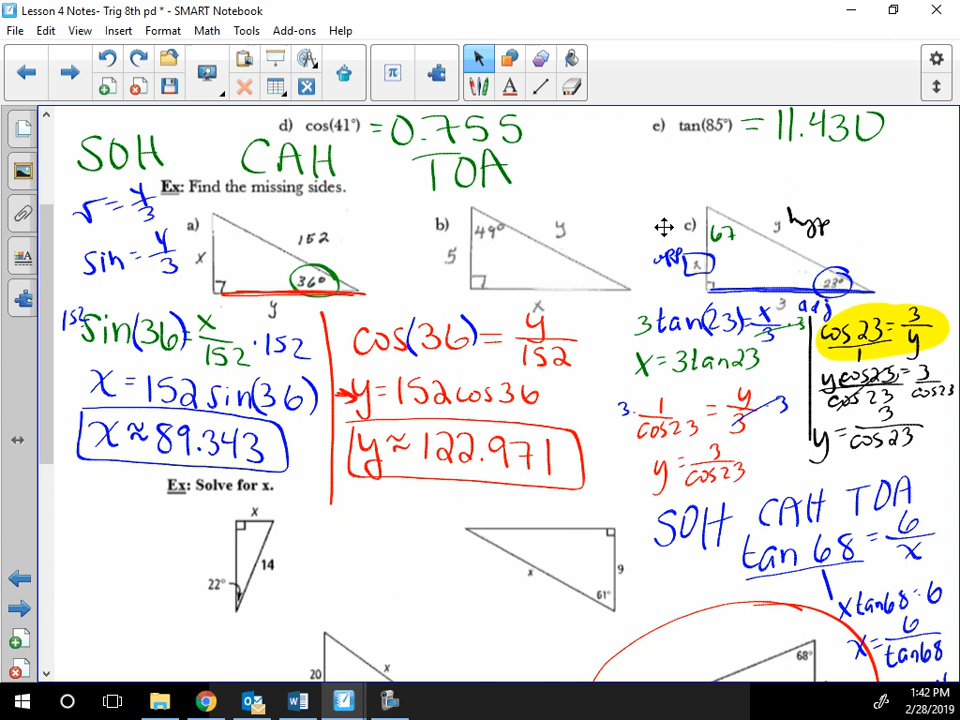 Lesson 4 Notes- Trig 8th pd * - SMART Notebook
File Edit View Insert Format Math Tools Add-ons Help
d) cos(41°) = 0.755
e) tan(85°) = 11.430
SOH CAH TOA
Ex: Find the missing sides.
sin = y/3
a)
152
x
36°
y
b)
49°
y
5
x
c)
67
y
hyp
opp
x
23°
3
adj
152 sin(36) = x/152 · 152
x = 152 sin(36)
x ≈ 89.343
cos(36) = y/152
y = 152 cos 36
y ≈ 122.971
3 tan(23) = x/3 · 3
x = 3 tan 23
3 · 1/cos 23 = y/3 · 3
y = 3/cos 23
cos 23/1 = 3/y
y cos 23/cos 23 = 3/cos 23
y = 3/cos 23
Ex: Solve for x.
x
14
22°
x
9
61°
SOH CAH TOA
tan 68/1 = 6/x
x tan 68 = 6
x = 6/tan 68
20
x
68°
1:42 PM
2/28/2019